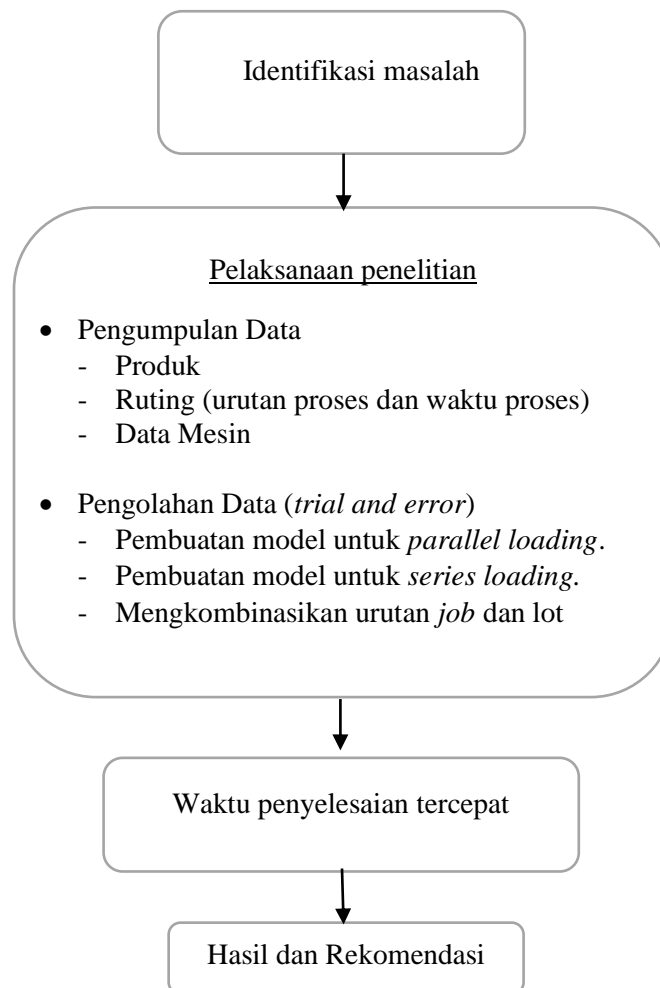 Identifikasi masalah
Pelaksanaan penelitian
• Pengumpulan Data
- Produk
- Ruting (urutan proses dan waktu proses)
- Data Mesin
• Pengolahan Data (trial and error)
- Pembuatan model untuk parallel loading.
- Pembuatan model untuk series loading.
- Mengkombinasikan urutan job dan lot
Waktu penyelesaian tercepat
Hasil dan Rekomendasi